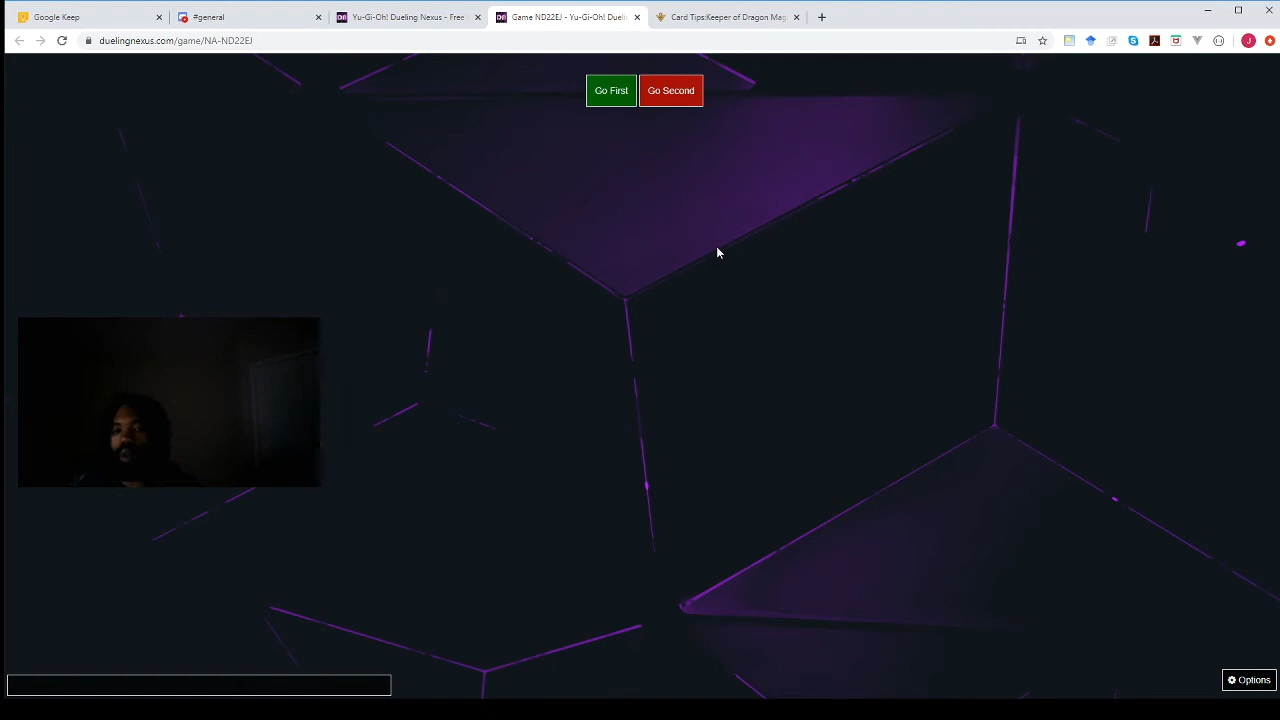 Google Keep
#general
Yu-Gi-Oh! Dueling Nexus - Free
Game ND22EJ - Yu-Gi-Oh! Dueli
Card Tips:Keeper of Dragon Mag
duelingnexus.com/game/NA-ND22EJ
J
Go First
Go Second
Options